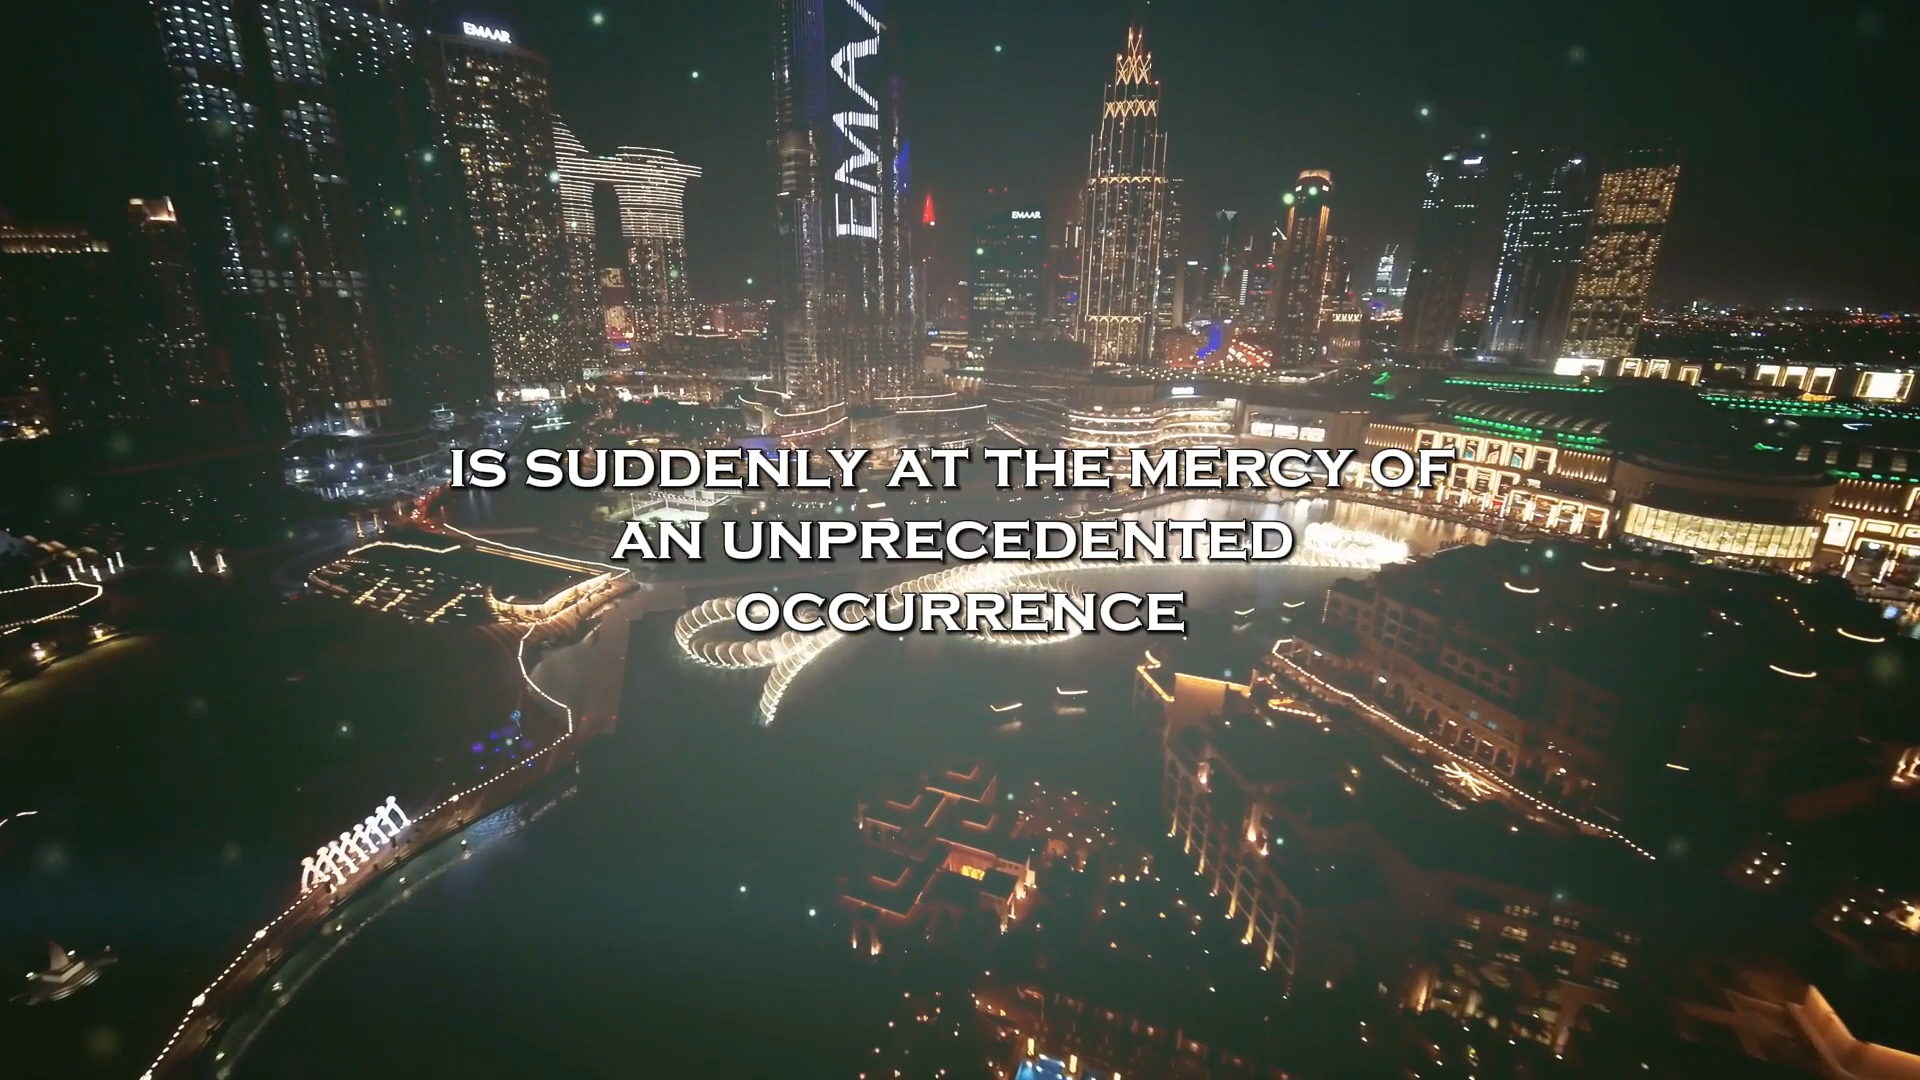 EMAAR
EMAAR
EMAAR
IS SUDDENLY AT THE MERCY OF
AN UNPRECEDENTED
OCCURRENCE